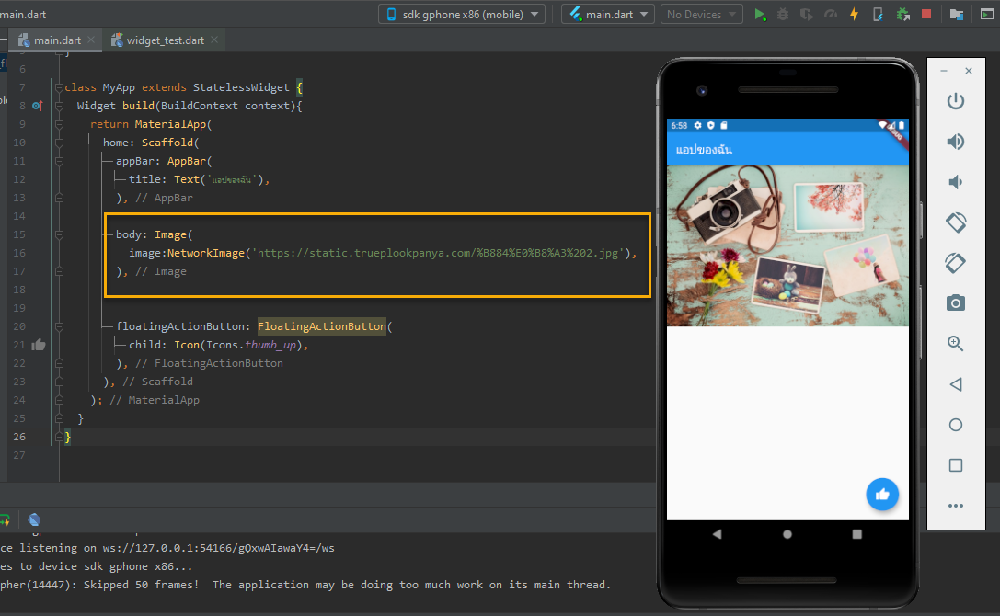 main.dart
sdk gphone x86 (mobile)
main.dart
No Devices
main.dart
widget_test.dart
6
7 class MyApp extends StatelessWidget {
8 Widget build(BuildContext context){
9 return MaterialApp(
10 home: Scaffold(
11 appBar: AppBar(
12 title: Text('แอปของฉัน'),
13 ), // AppBar
14
15 body: Image(
16 image:NetworkImage('https://static.trueplookpanya.com/%B884%E0%B8%A3%202.jpg'),
17 ), // Image
18
19
20 floatingActionButton: FloatingActionButton(
21 child: Icon(Icons.thumb_up),
22 ), // FloatingActionButton
23 ), // Scaffold
24 ); // MaterialApp
25 }
26 }
27
ce listening on ws://127.0.0.1:54166/gQxwAIawaY4=/ws
es to device sdk gphone x86...
pher(14447): Skipped 50 frames!  The application may be doing too much work on its main thread.
6:58
DEBUG
แอปของฉัน